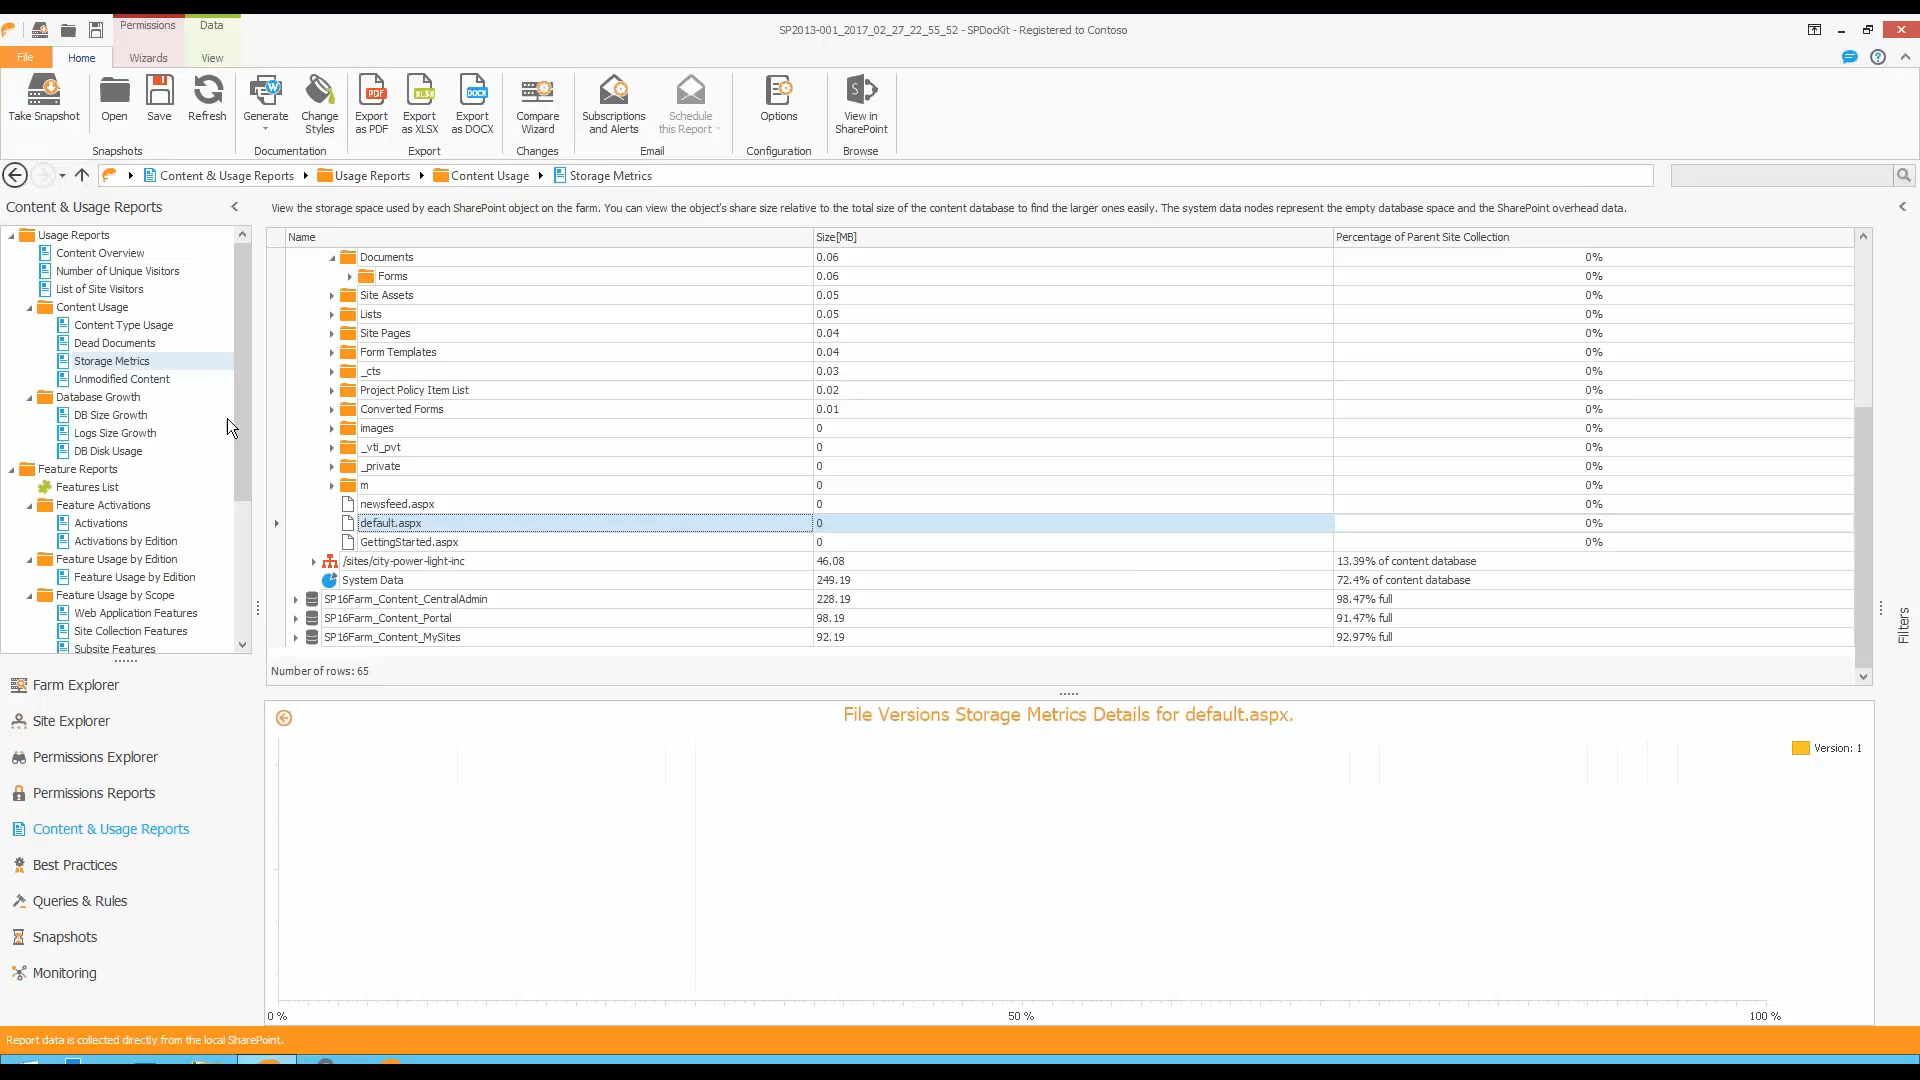 Permissions
Data
SP2013-001_2017_02_27_22_55_52 - SPDocKit - Registered to Contoso
File
Home
Wizards
View
Take Snapshot
Open
Save
Refresh
Generate
Change Styles
Export as PDF
Export as XLSX
Export as DOCX
Compare Wizard
Subscriptions and Alerts
Schedule this Report
Options
View in SharePoint
Snapshots
Documentation
Export
Changes
Email
Configuration
Browse
Content & Usage Reports
Usage Reports
Content Usage
Storage Metrics
Content & Usage Reports
View the storage space used by each SharePoint object on the farm. You can view the object's share size relative to the total size of the content database to find the larger ones easily. The system data nodes represent the empty database space and the SharePoint overhead data.
Usage Reports
Content Overview
Number of Unique Visitors
List of Site Visitors
Content Usage
Content Type Usage
Dead Documents
Storage Metrics
Unmodified Content
Database Growth
DB Size Growth
Logs Size Growth
DB Disk Usage
Feature Reports
Features List
Feature Activations
Activations
Activations by Edition
Feature Usage by Edition
Feature Usage by Edition
Feature Usage by Scope
Web Application Features
Site Collection Features
Subsite Features
Farm Explorer
Site Explorer
Permissions Explorer
Permissions Reports
Content & Usage Reports
Best Practices
Queries & Rules
Snapshots
Monitoring
Name Size[MB] Percentage of Parent Site Collection
Documents 0.06 0%
Forms 0.06 0%
Site Assets 0.05 0%
Lists 0.05 0%
Site Pages 0.04 0%
Form Templates 0.04 0%
_cts 0.03 0%
Project Policy Item List 0.02 0%
Converted Forms 0.01 0%
images 0 0%
_vti_pvt 0 0%
_private 0 0%
m 0 0%
newsfeed.aspx 0 0%
default.aspx 0 0%
GettingStarted.aspx 0 0%
/sites/city-power-light-inc 46.08 13.39% of content database
System Data 249.19 72.4% of content database
SP16Farm_Content_CentralAdmin 228.19 98.47% full
SP16Farm_Content_Portal 98.19 91.47% full
SP16Farm_Content_MySites 92.19 92.97% full
Number of rows: 65
Filters
File Versions Storage Metrics Details for default.aspx.
Version: 1
0 %
50 %
100 %
Report data is collected directly from the local SharePoint.